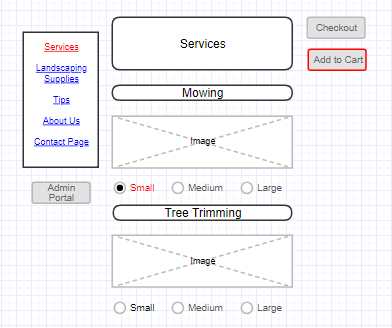 Services
Landscaping
Supplies
Tips
About Us
Contact Page
Admin
Portal
Services
Checkout
Add to Cart
Mowing
Image
Small Medium Large
Tree Trimming
Image
Small Medium Large